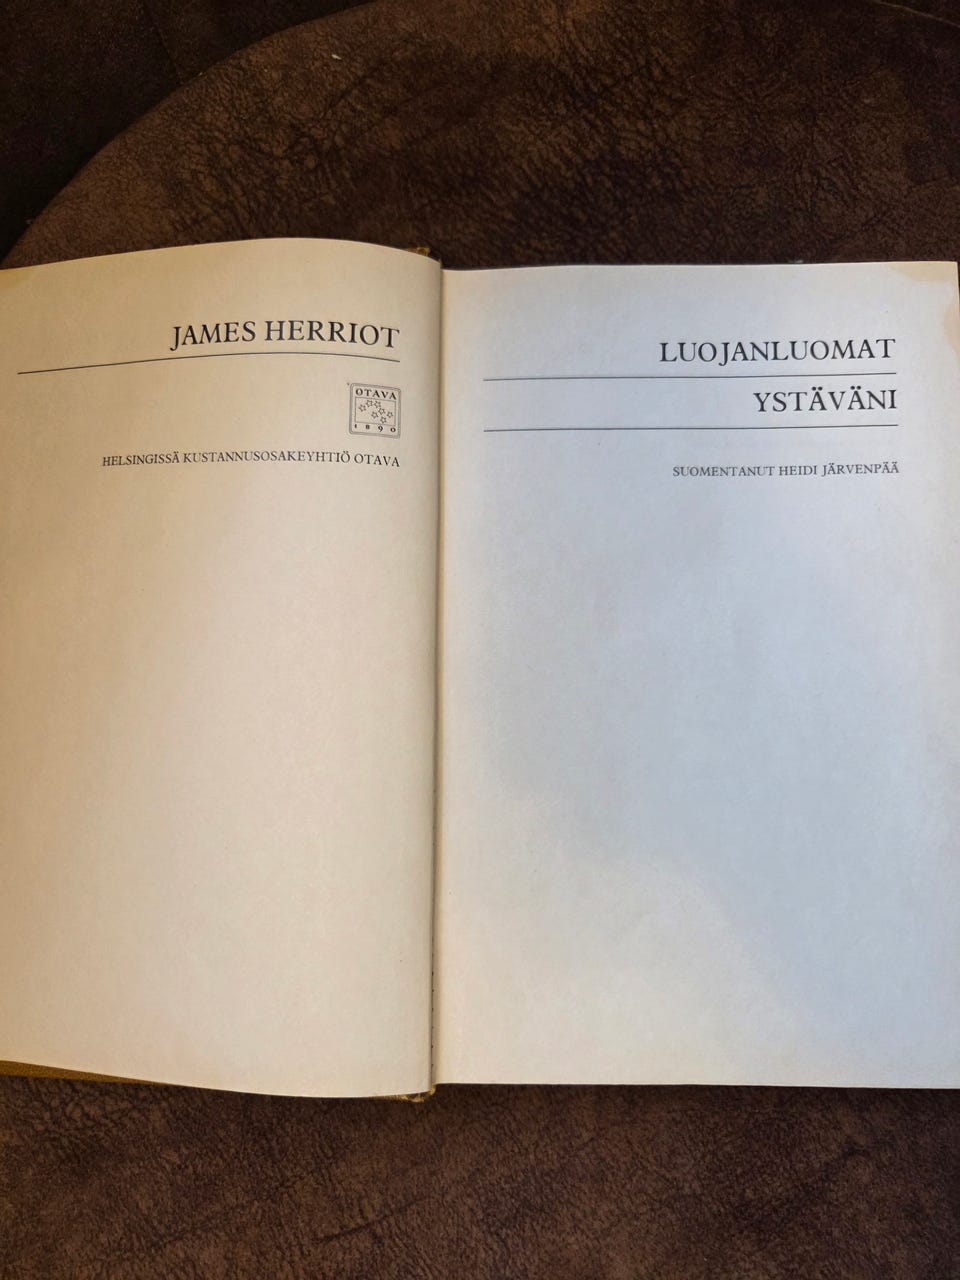 JAMES HERRIOT
OTAVA
1890
HELSINGISSÄ KUSTANNUSOSAKEYHTIÖ OTAVA
LUOJANLUOMAT
YSTÄVÄNI
SUOMENTANUT HEIDI JÄRVENPÄÄ